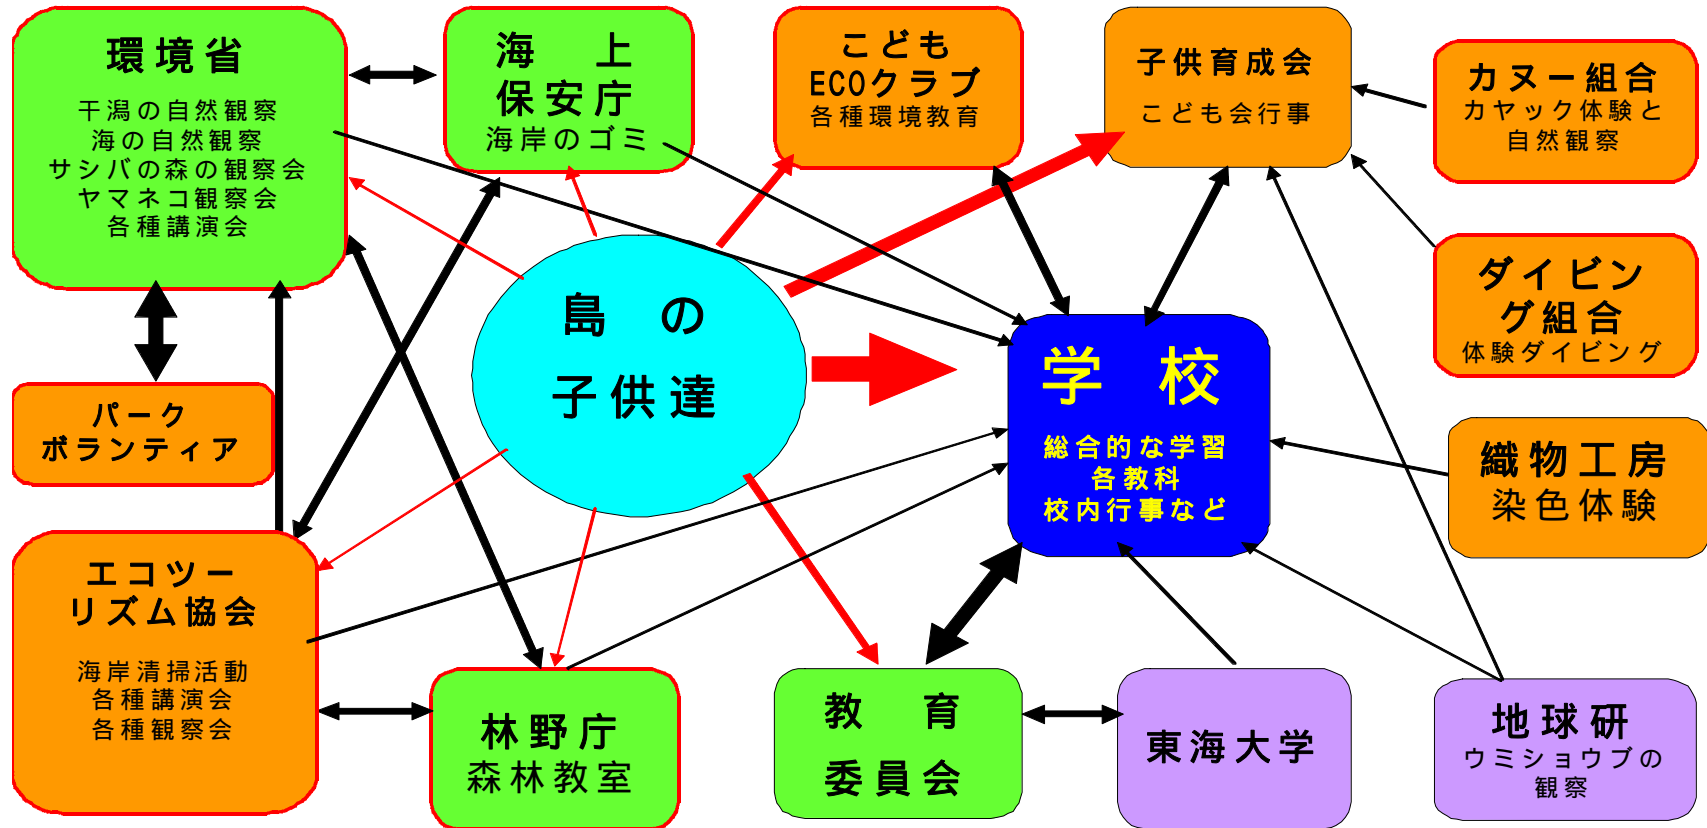 環境省
干潟の自然観察
海の自然観察
サシバの森の観察会
ヤマネコ観察会
各種講演会
海 上
保安庁
海岸のゴミ
こども
ECOクラブ
各種環境教育
子供育成会
こども会行事
カヌー組合
カヤック体験と
自然観察
ダイビン
グ組合
体験ダイビング
島 の
子供達
学 校
総合的な学習
各教科
校内行事など
パーク
ボランティア
織物工房
染色体験
エコツー
リズム協会
海岸清掃活動
各種講演会
各種観察会
林野庁
森林教室
教 育
委員会
東海大学
地球研
ウミショウブの
観察